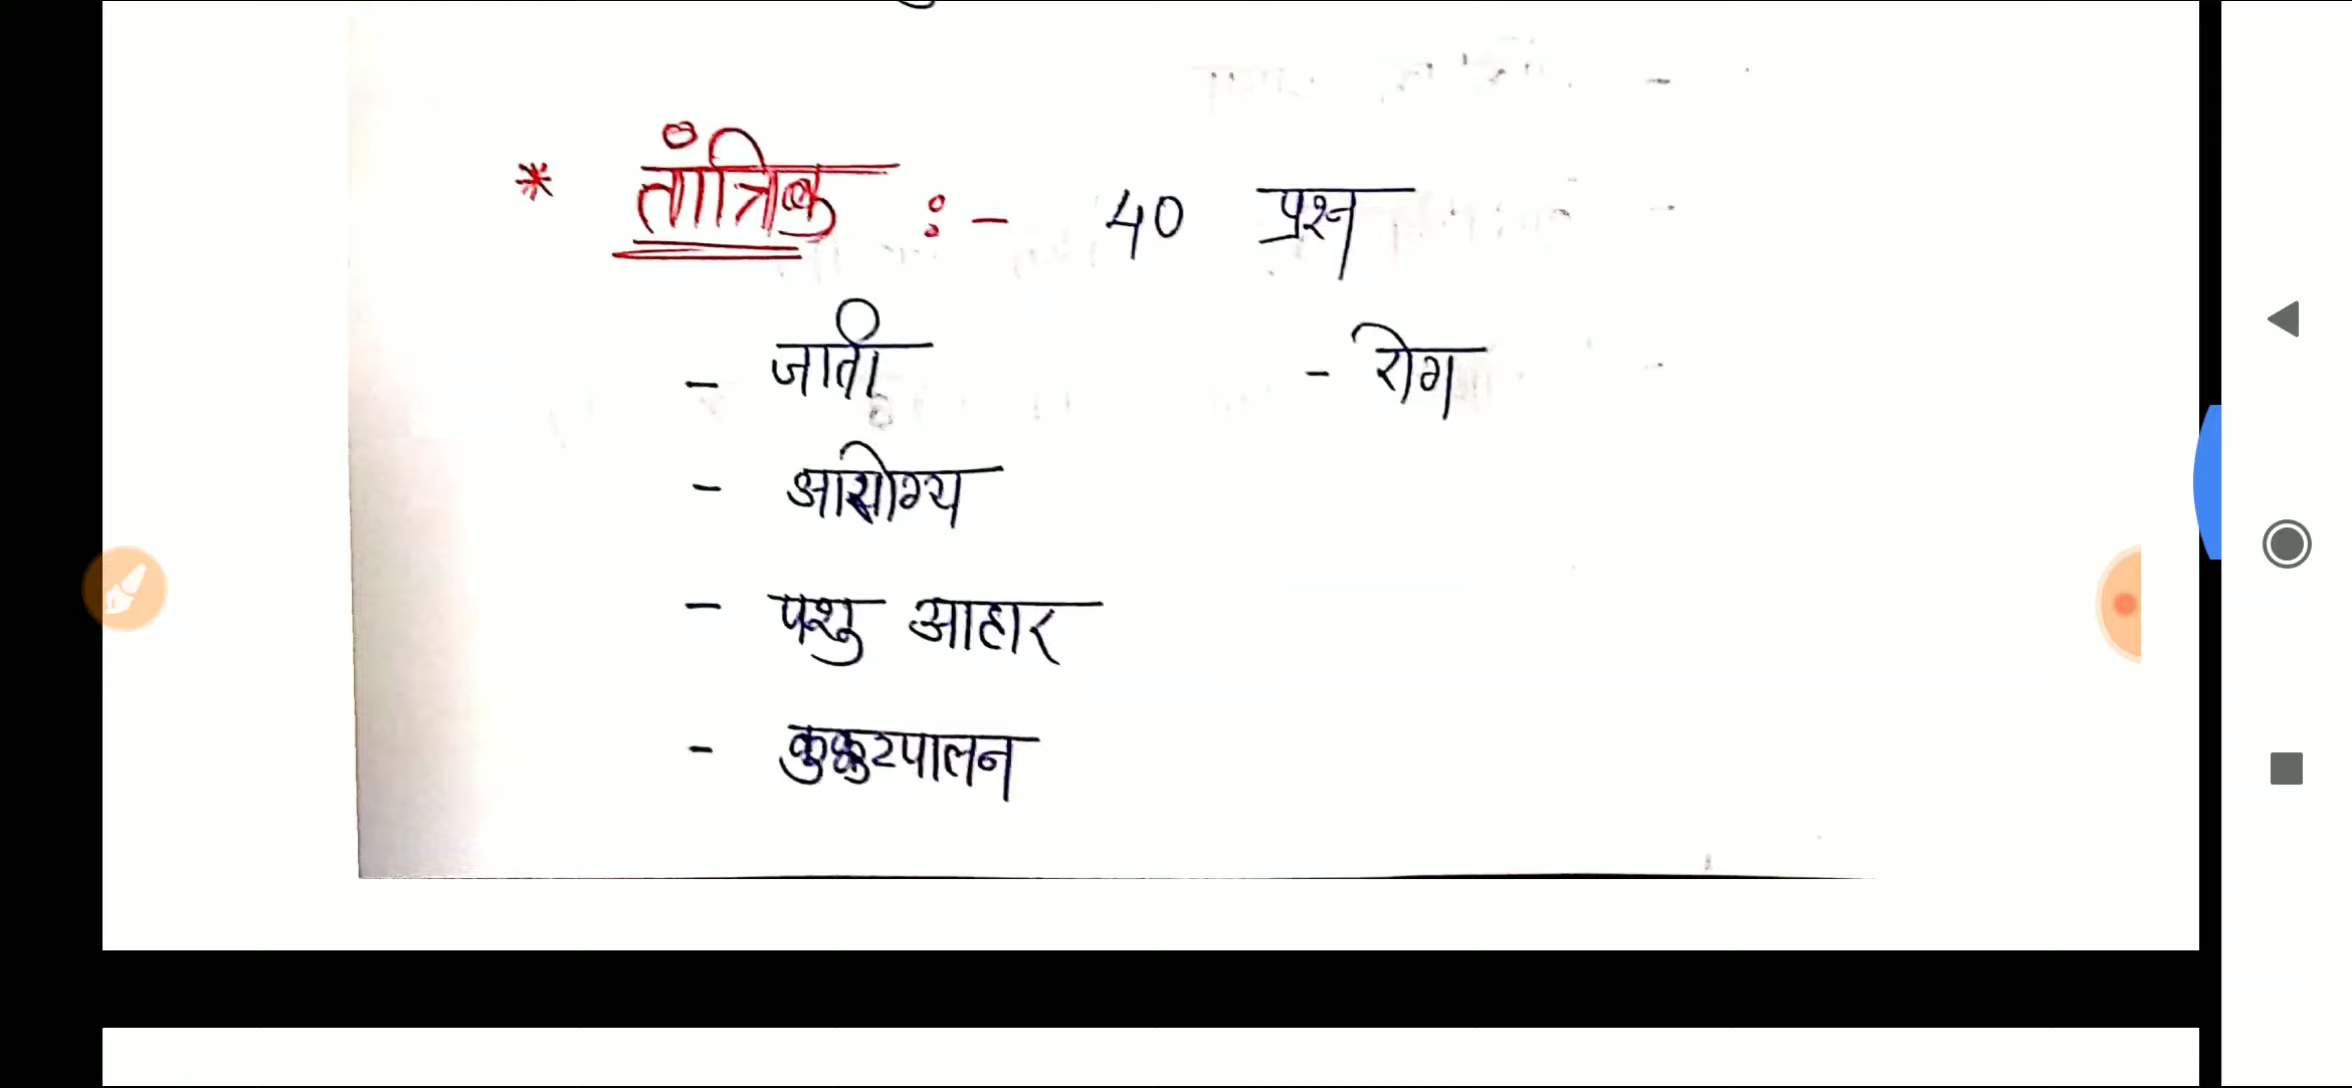 * तांत्रिक :- 40 प्रश्न
- जाती - रोग
- आरोग्य
- पशु आहार
- कुक्कुटपालन